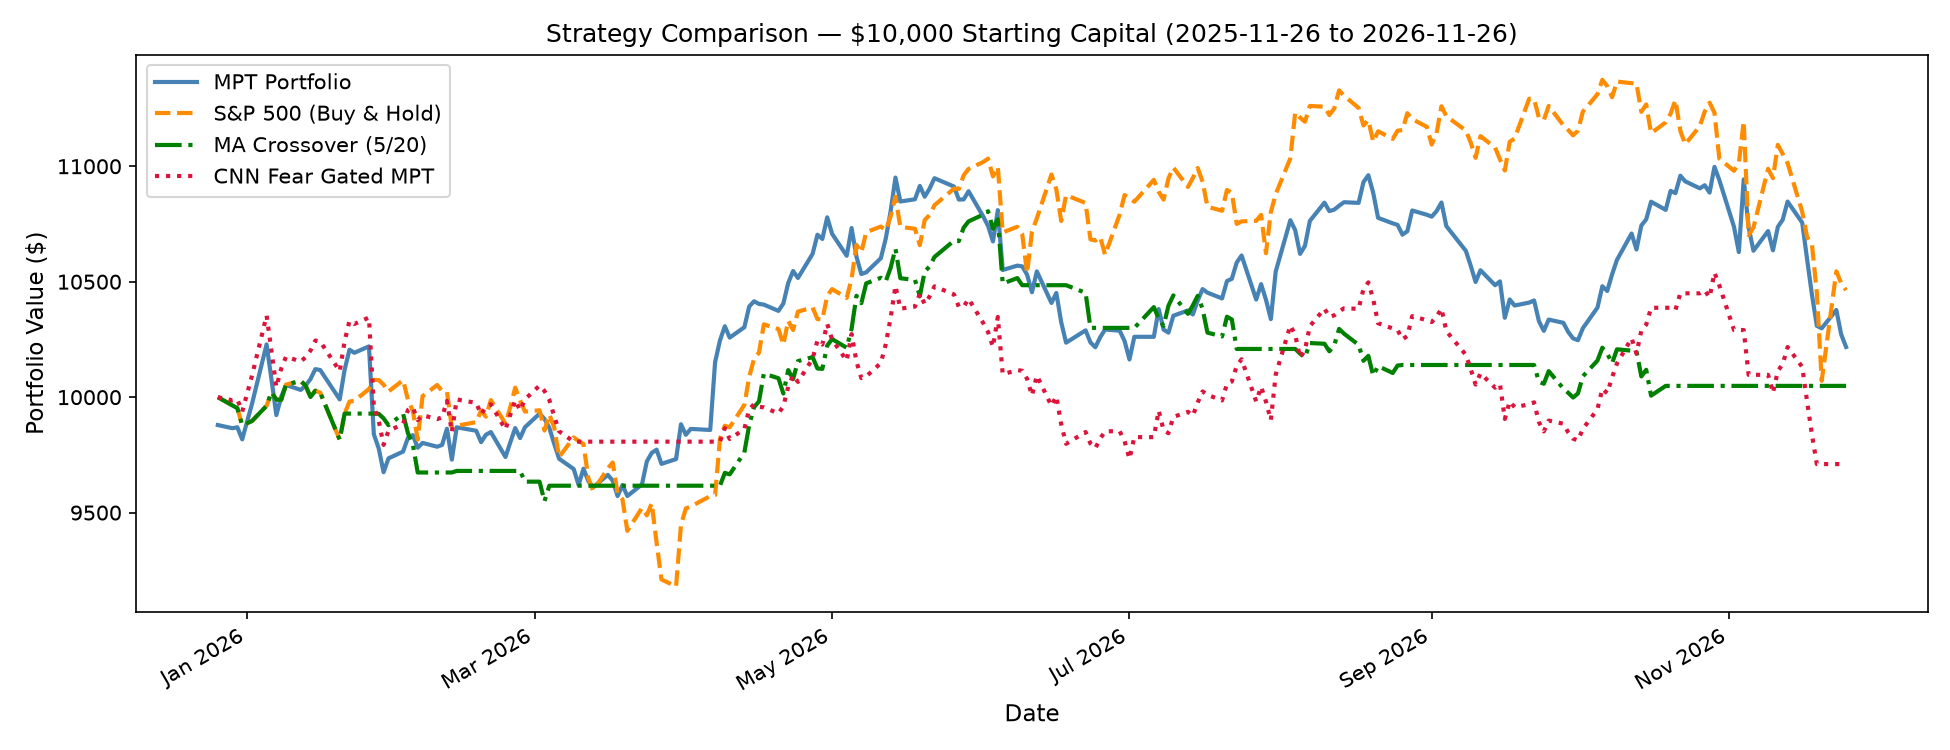 Strategy Comparison — $10,000 Starting Capital (2025-11-26 to 2026-11-26)
MPT Portfolio
S&P 500 (Buy & Hold)
MA Crossover (5/20)
CNN Fear Gated MPT
Portfolio Value ($)
11000
10500
10000
9500
Jan 2026
Mar 2026
May 2026
Jul 2026
Sep 2026
Nov 2026
Date